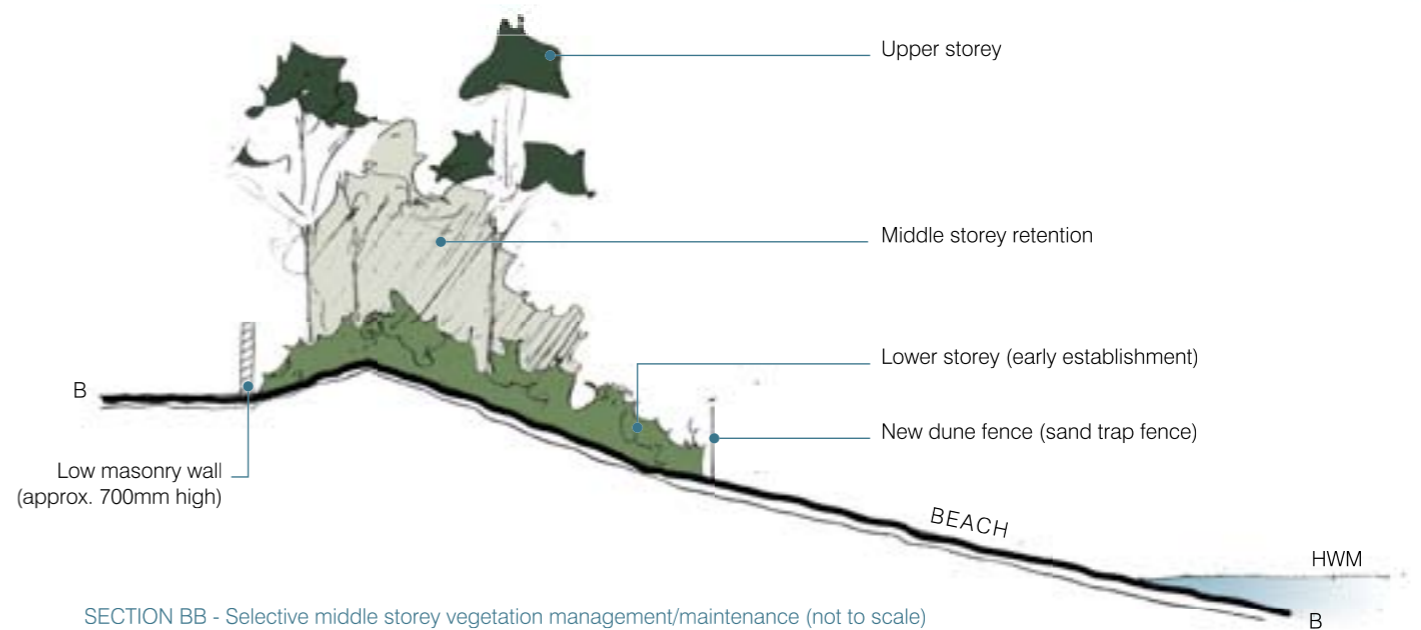 Upper storey
Middle storey retention
Lower storey (early establishment)
B
New dune fence (sand trap fence)
Low masonry wall
(approx. 700mm high)
BEACH
HWM
SECTION BB - Selective middle storey vegetation management/maintenance (not to scale)
B